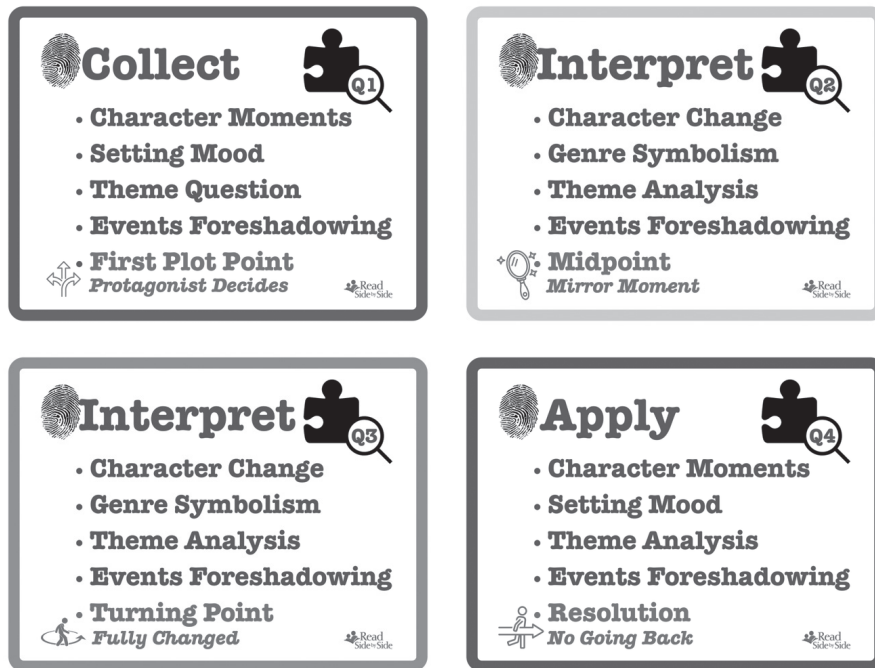 Collect
Q1
• Character Moments
• Setting Mood
• Theme Question
• Events Foreshadowing
• First Plot Point
Protagonist Decides
Read
Side by Side
Interpret
Q2
• Character Change
• Genre Symbolism
• Theme Analysis
• Events Foreshadowing
• Midpoint
Mirror Moment
Read
Side by Side
Interpret
Q3
• Character Change
• Genre Symbolism
• Theme Analysis
• Events Foreshadowing
• Turning Point
Fully Changed
Read
Side by Side
Apply
Q4
• Character Moments
• Setting Mood
• Theme Analysis
• Events Foreshadowing
• Resolution
No Going Back
Read
Side by Side